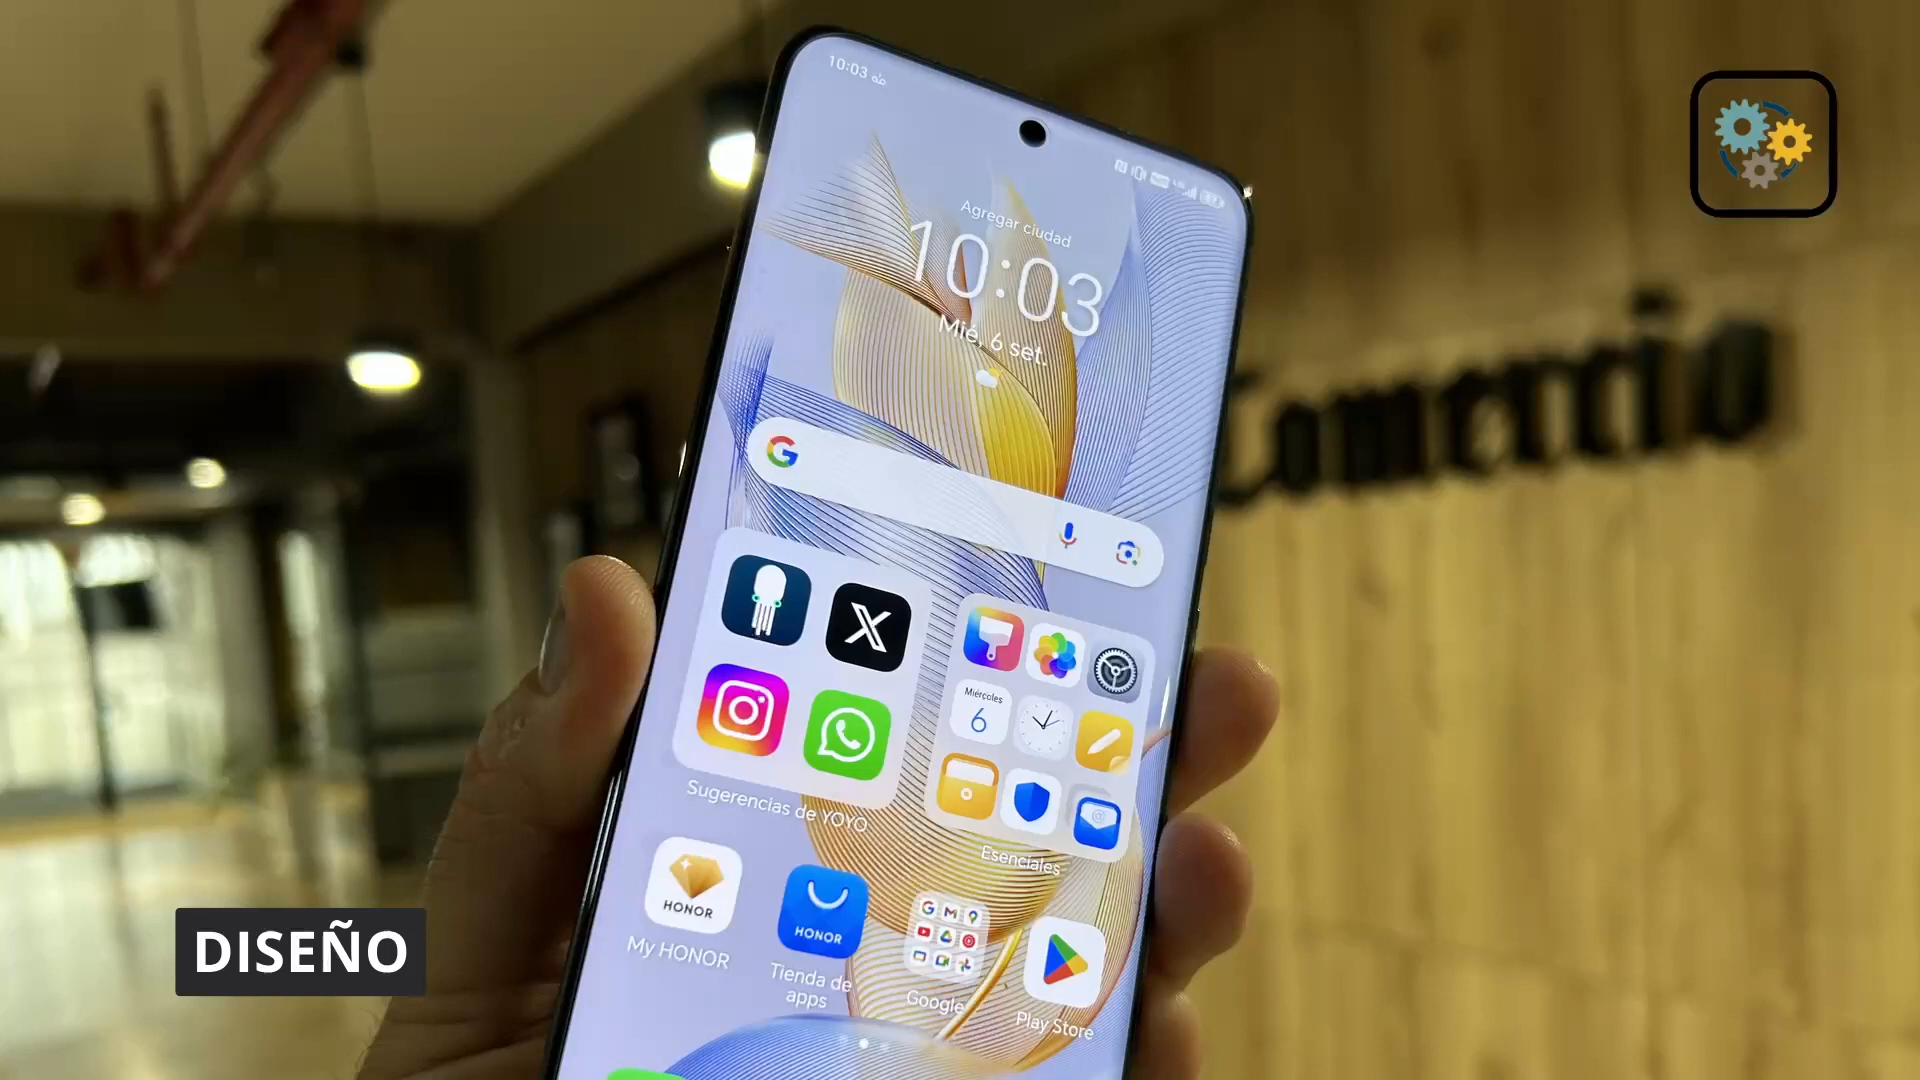 10:03
Agregar ciudad
10:03
Mié, 6 set.
Comercio
X
Miércoles
6
Sugerencias de YOYO
Esenciales
HONOR
HONOR
My HONOR
Tienda de
apps
Google
Play Store
DISEÑO